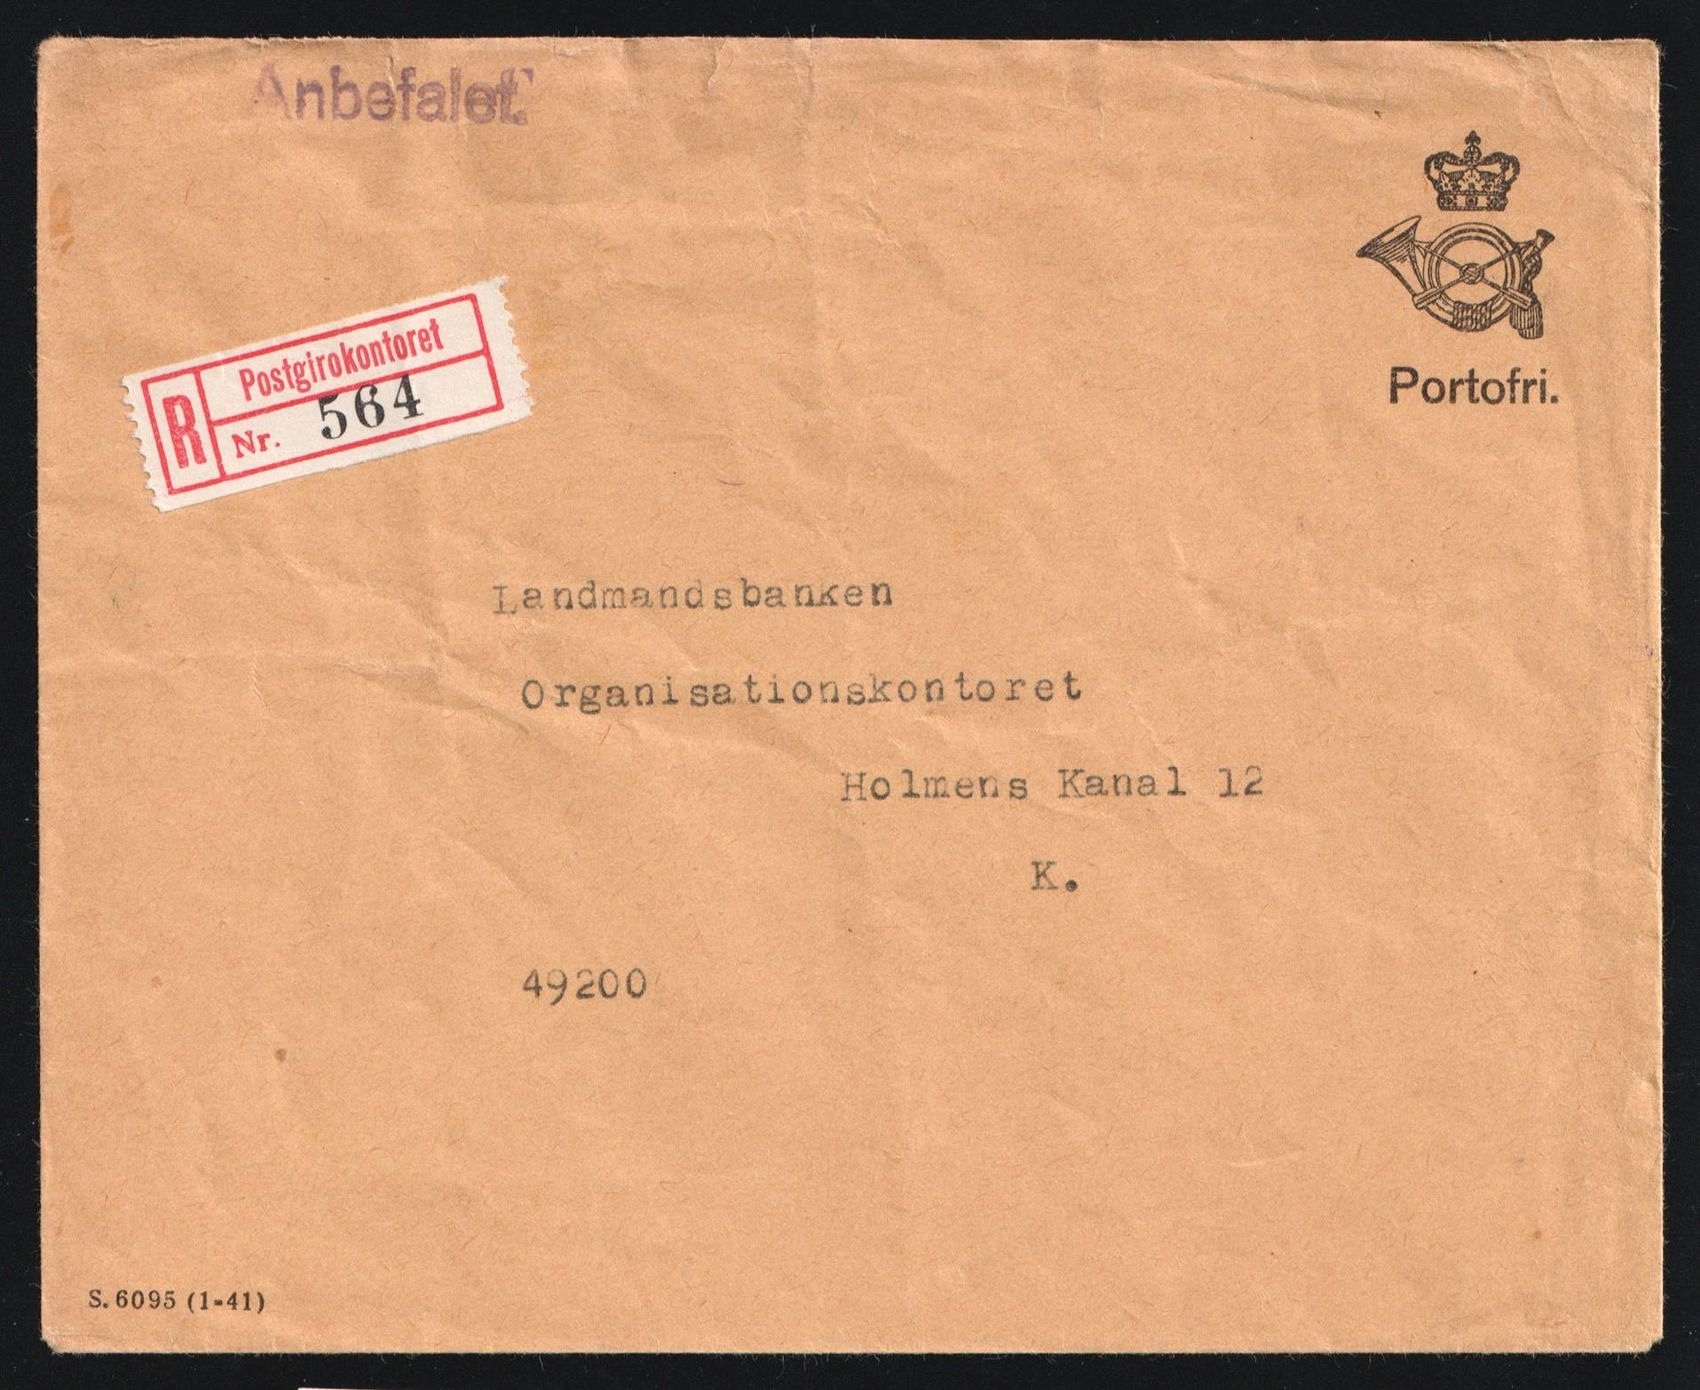 Anbefalet.
Portofri.
Postgirokontoret
R
Nr. 564
Landmandsbanken
Organisationskontoret
Holmens Kanal 12
K.
49200
S. 6095 (1-41)